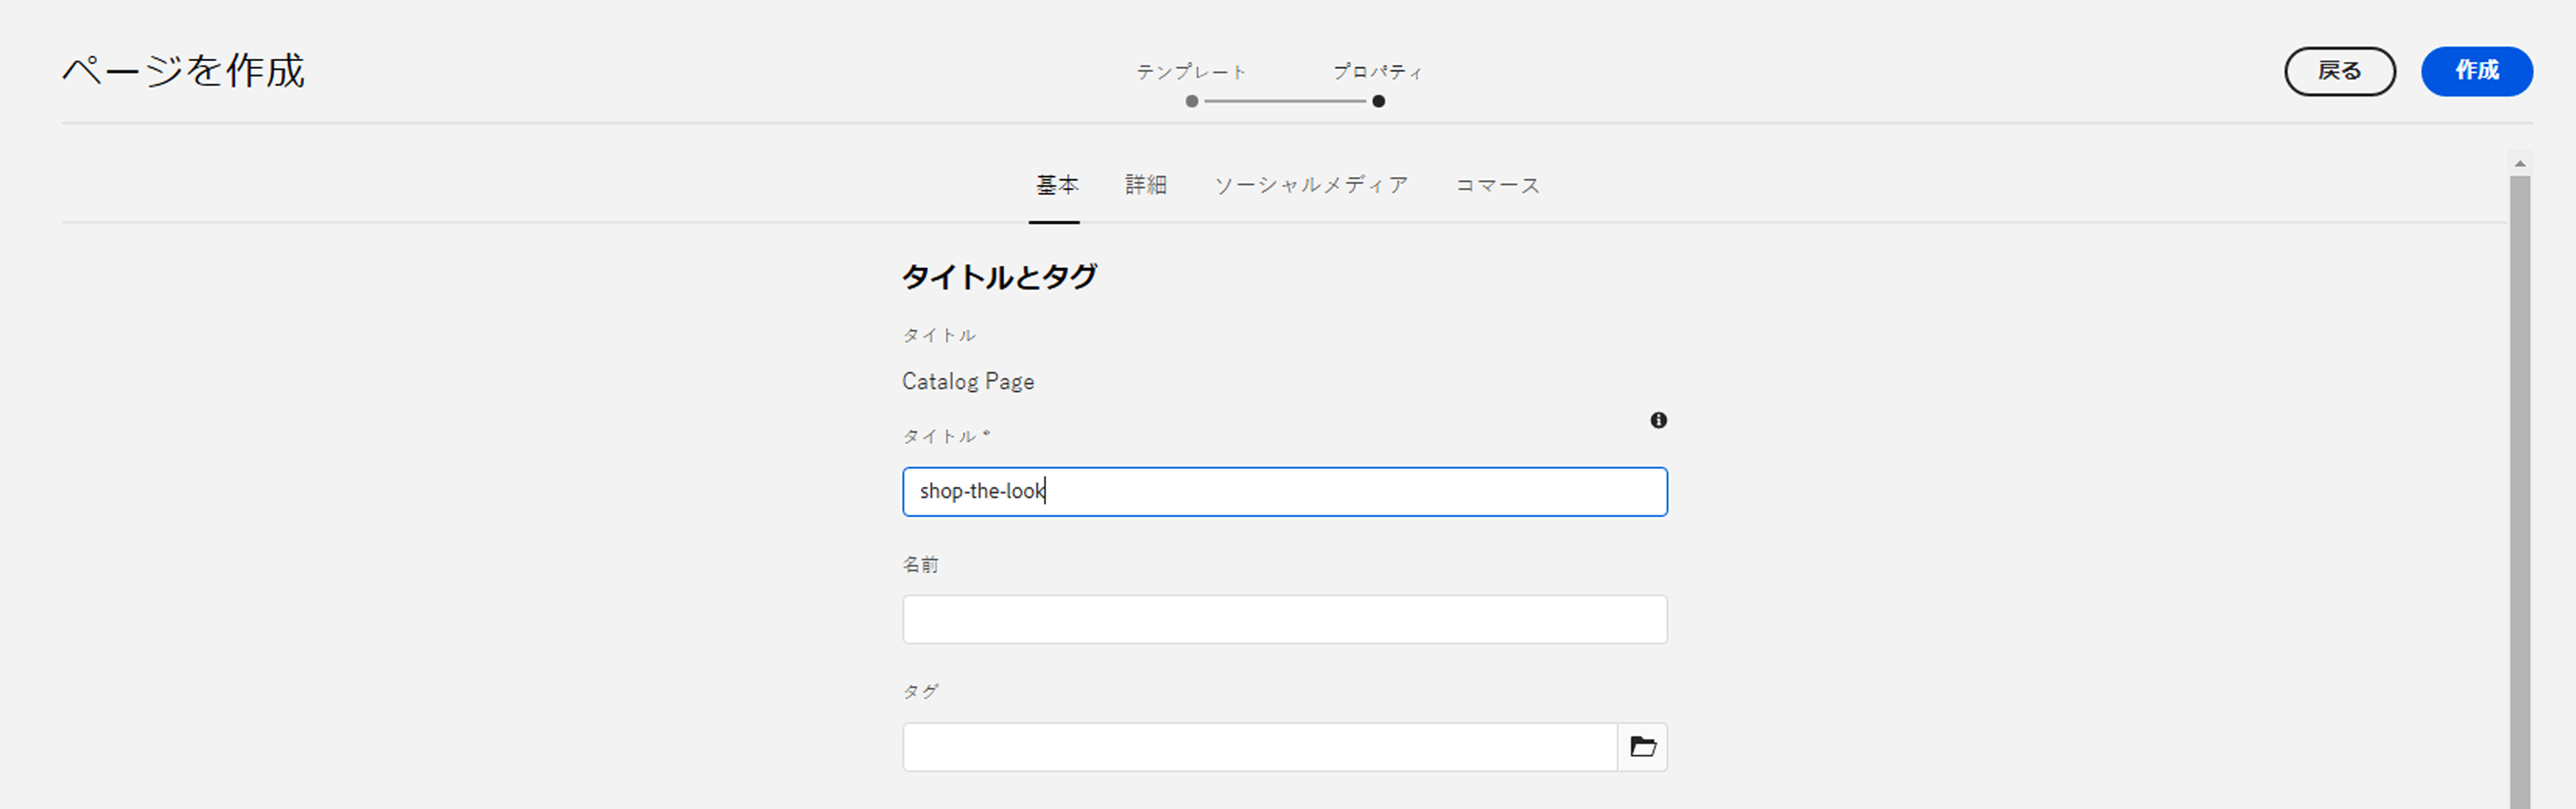 ページを作成
テンプレート
プロパティ
戻る
作成
基本
詳細
ソーシャルメディア
コマース
タイトルとタグ
タイトル
Catalog Page
タイトル *
shop-the-look
名前
タグ